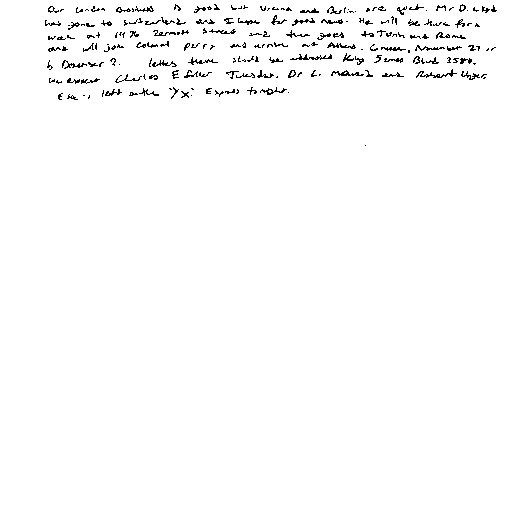 Our London Business is good but Vienna and Berlin are quiet. Mr D. Lloyd
has gone to Switzerland and I hope for good news. He will be there for a
week at 1496 Zermott Street and then goes to Turin and Rome
and will join Colonel Perry and arrive at Athens, Greece, November 27 or
December 2. Letters there should be addressed King James Blvd 3580.
We expect Charles E Fuller Tuesday. Dr L. McQuaid and Robert Unger,
Esq., left on the "YX" Express tonight.